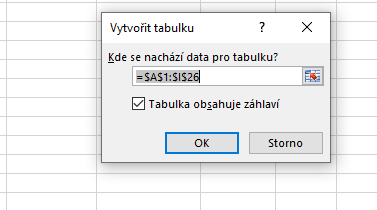 Vytvořit tabulku ? ×
Kde se nachází data pro tabulku?
=$A$1:$I$26
Tabulka obsahuje záhlaví
OK Storno